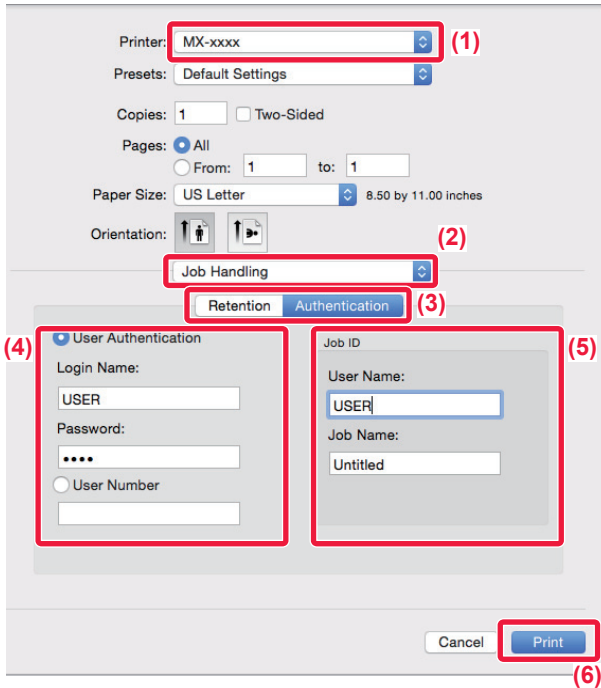 Printer: MX-xxxx (1)
Presets: Default Settings
Copies: 1 Two-Sided
Pages: All
From: 1 to: 1
Paper Size: US Letter 8.50 by 11.00 inches
Orientation:
(2)
Job Handling
Retention Authentication (3)
(4) User Authentication
Login Name:
USER
Password:
••••
User Number
Job ID (5)
User Name:
USER
Job Name:
Untitled
Cancel Print
(6)